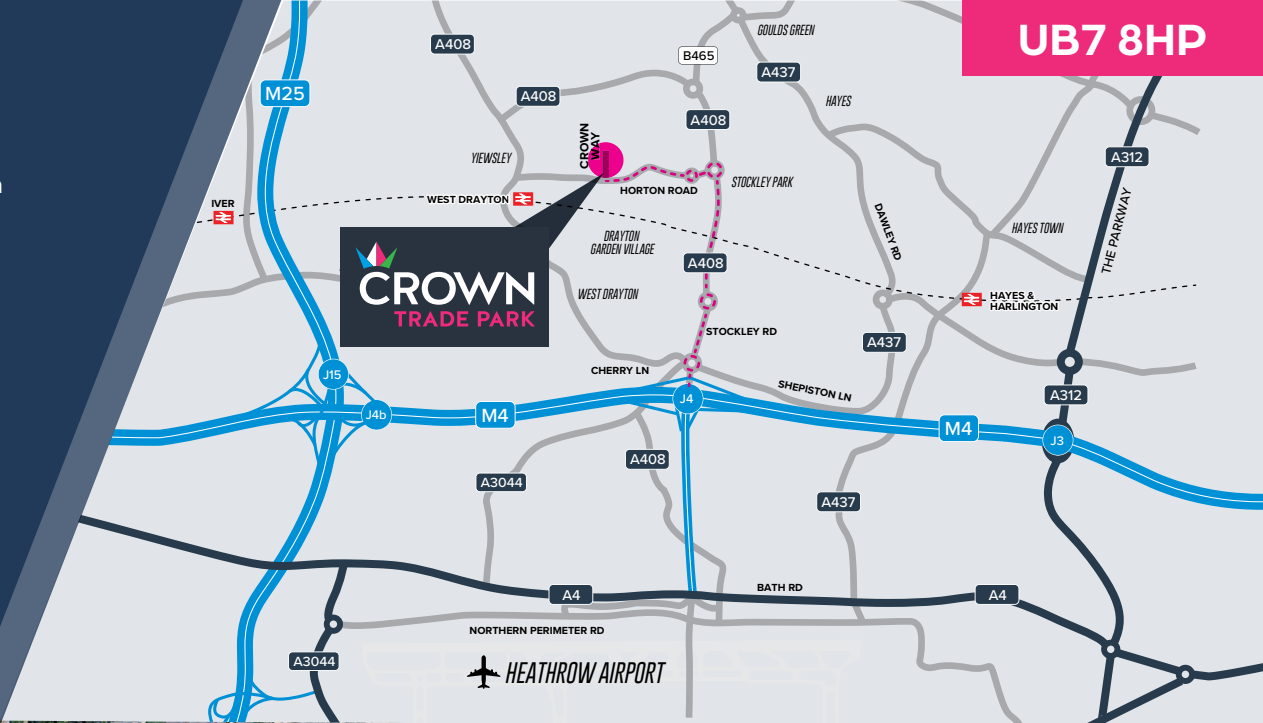 UB7 8HP
GOULDS GREEN
A408
B465
A437
M25
A408
HAYES
A408
CROWN
WAY
YIEWSLEY
A312
STOCKLEY PARK
HORTON ROAD
WEST DRAYTON
IVER
DAWLEY RD
THE PARKWAY
HAYES TOWN
DRAYTON
GARDEN VILLAGE
A408
CROWN
TRADE PARK
WEST DRAYTON
HAYES &
HARLINGTON
STOCKLEY RD
A437
CHERRY LN
J15
SHEPISTON LN
A312
J4
J4b
M4
M4
J3
A408
A3044
A437
BATH RD
A4
A4
NORTHERN PERIMETER RD
A3044
HEATHROW AIRPORT